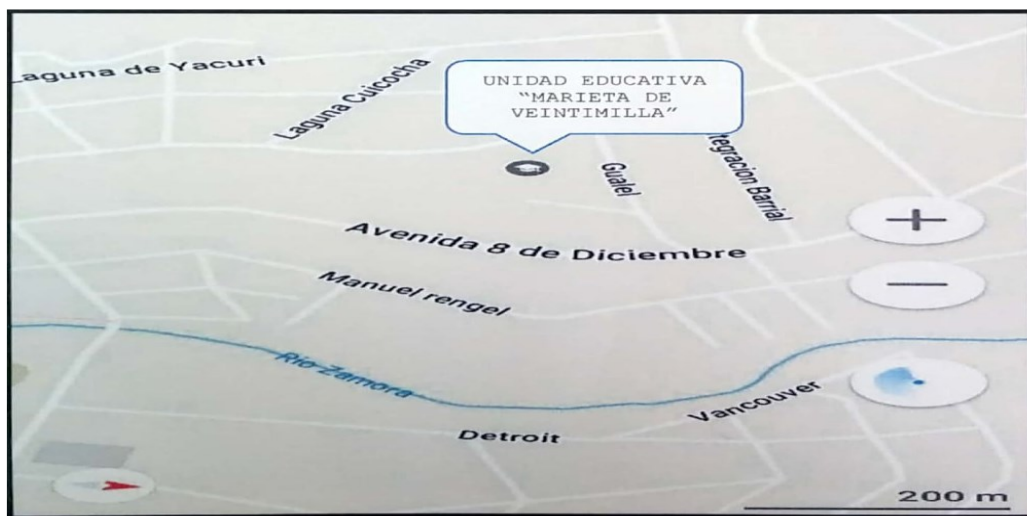 Laguna de Yacuri
Laguna Cuicocha
UNIDAD EDUCATIVA
“MARIETA DE
VEINTIMILLA”
Gualel
tegracion Barrial
Avenida 8 de Diciembre
Manuel rengel
Rio Zamora
Vancouver
Detroit
200 m